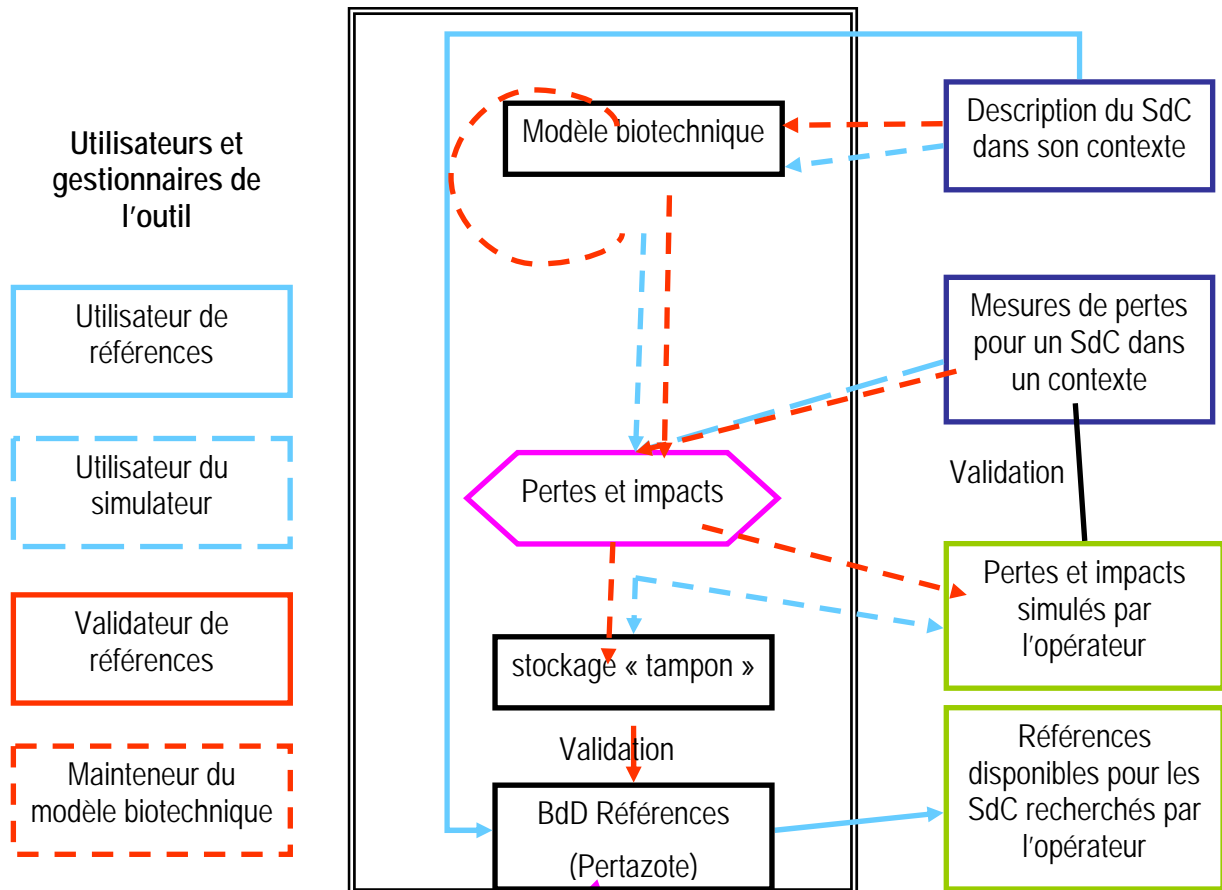 Utilisateurs et
gestionnaires de
l'outil
Utilisateur de
références
Utilisateur du
simulateur
Validateur de
références
Mainteneur du
modèle biotechnique
Modèle biotechnique
Pertes et impacts
stockage « tampon »
Validation
BdD Références
(Pertazote)
Description du SdC
dans son contexte
Mesures de pertes
pour un SdC dans
un contexte
Validation
Pertes et impacts
simulés par
l'opérateur
Références
disponibles pour les
SdC recherchés par
l'opérateur